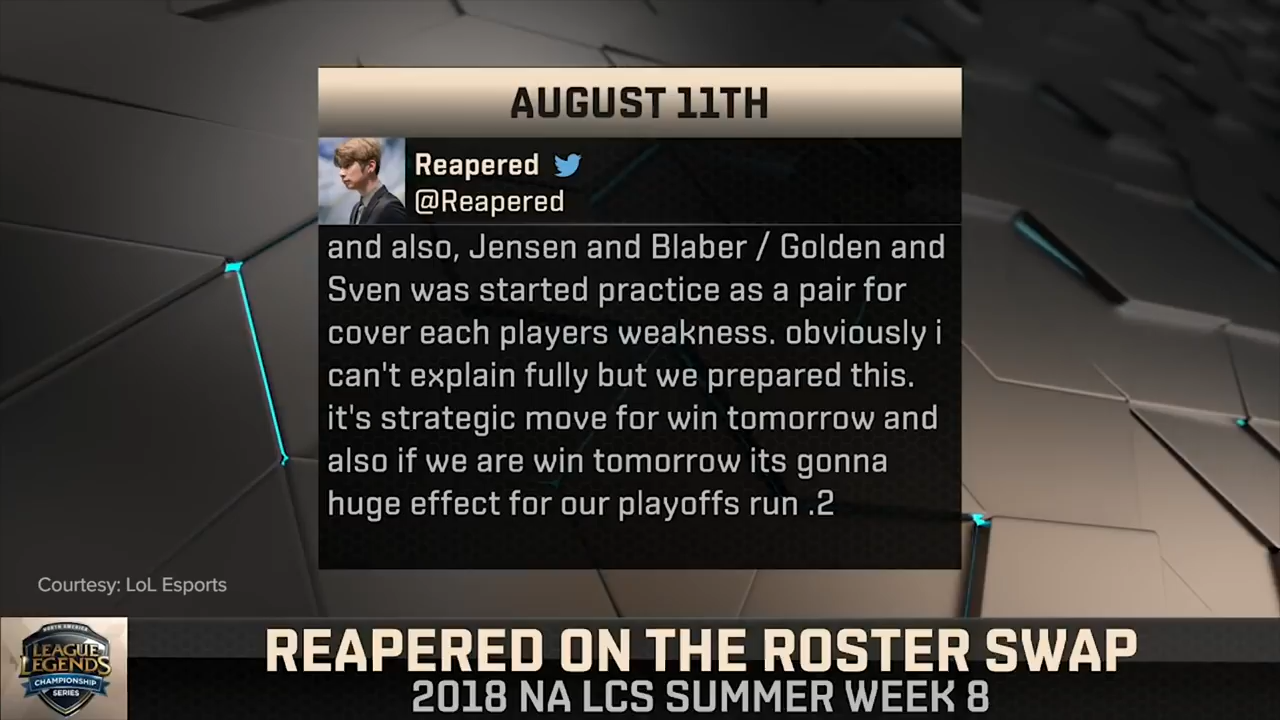 AUGUST 11TH
Reapered
@Reapered
and also, Jensen and Blaber / Golden and
Sven was started practice as a pair for
cover each players weakness. obviously i
can't explain fully but we prepared this.
it's strategic move for win tomorrow and
also if we are win tomorrow its gonna
huge effect for our playoffs run .2
Courtesy: LoL Esports
NORTH AMERICA
LEAGUE
LEGENDS
CHAMPIONSHIP
SERIES
REAPERED ON THE ROSTER SWAP
2018 NA LCS SUMMER WEEK 8